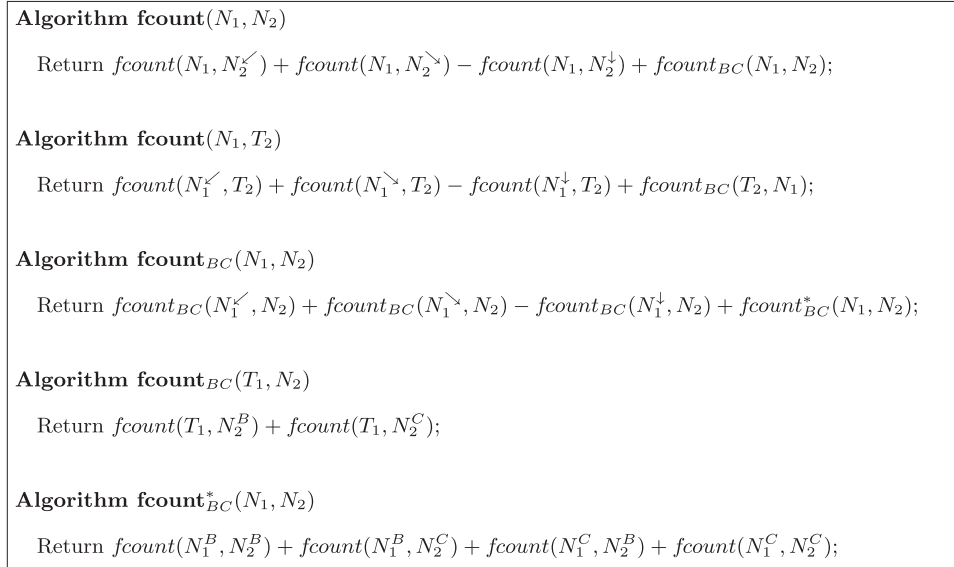 Algorithm fcount(N₁, N₂)
Return fcount(N₁, N₂^↙) + fcount(N₁, N₂^↘) − fcount(N₁, N₂^↓) + fcount_BC(N₁, N₂);
Algorithm fcount(N₁, T₂)
Return fcount(N₁^↙, T₂) + fcount(N₁^↘, T₂) − fcount(N₁^↓, T₂) + fcount_BC(T₂, N₁);
Algorithm fcount_BC(N₁, N₂)
Return fcount_BC(N₁^↙, N₂) + fcount_BC(N₁^↘, N₂) − fcount_BC(N₁^↓, N₂) + fcount*_BC(N₁, N₂);
Algorithm fcount_BC(T₁, N₂)
Return fcount(T₁, N₂^B) + fcount(T₁, N₂^C);
Algorithm fcount*_BC(N₁, N₂)
Return fcount(N₁^B, N₂^B) + fcount(N₁^B, N₂^C) + fcount(N₁^C, N₂^B) + fcount(N₁^C, N₂^C);